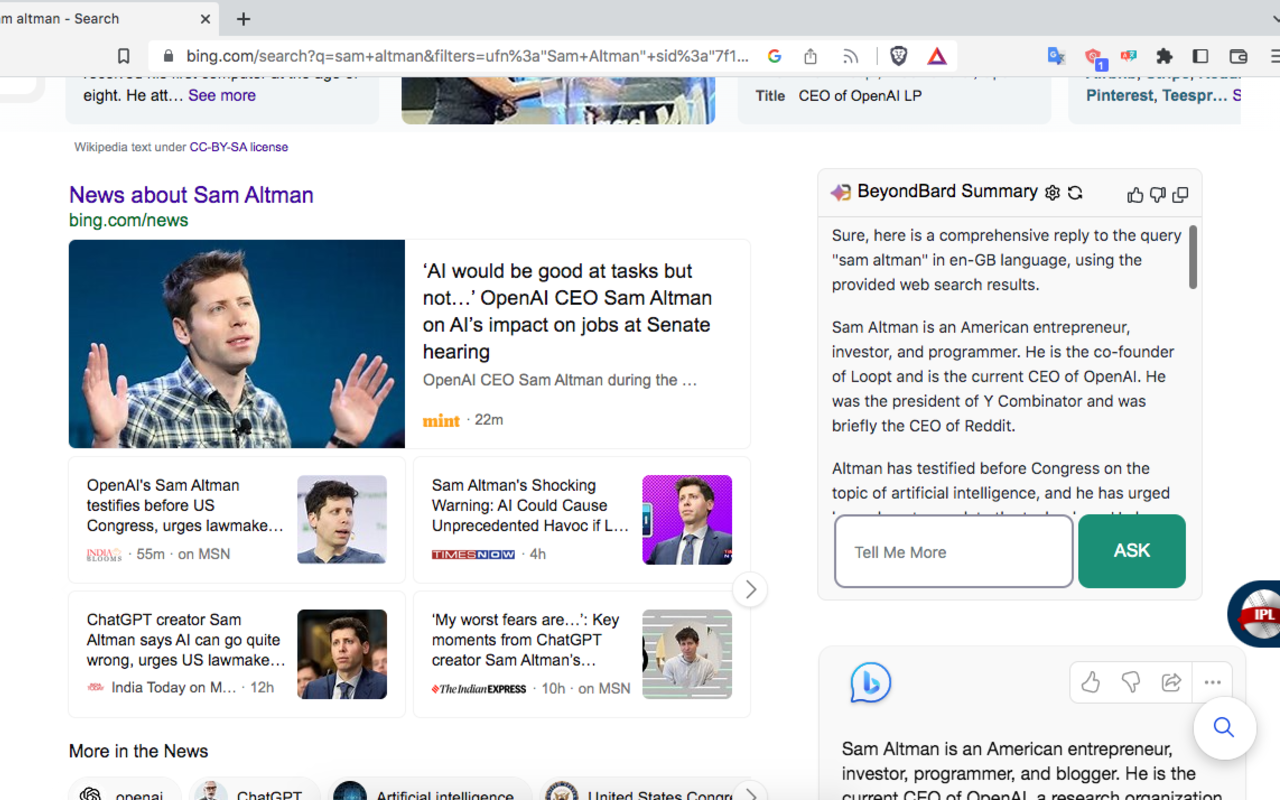 m altman - Search
bing.com/search?q=sam+altman&filters=ufn%3a"Sam+Altman"+sid%3a"7f1...
1
eight. He att... See more
Title CEO of OpenAI LP
Pinterest, Teespr... S
Wikipedia text under CC-BY-SA license
News about Sam Altman
bing.com/news
‘AI would be good at tasks but
not…’ OpenAI CEO Sam Altman
on AI’s impact on jobs at Senate
hearing
OpenAI CEO Sam Altman during the ...
mint · 22m
OpenAI's Sam Altman
testifies before US
Congress, urges lawmake...
INDIA BLOOMS · 55m · on MSN
Sam Altman's Shocking
Warning: AI Could Cause
Unprecedented Havoc if L...
TIMES NOW · 4h
ChatGPT creator Sam
Altman says AI can go quite
wrong, urges US lawmake...
India Today on M... · 12h
‘My worst fears are…’: Key
moments from ChatGPT
creator Sam Altman’s...
The Indian EXPRESS · 10h · on MSN
More in the News
openai
ChatGPT
Artificial intelligence
United States Congre
BeyondBard Summary
Sure, here is a comprehensive reply to the query
"sam altman" in en-GB language, using the
provided web search results.
Sam Altman is an American entrepreneur,
investor, and programmer. He is the co-founder
of Loopt and is the current CEO of OpenAI. He
was the president of Y Combinator and was
briefly the CEO of Reddit.
Altman has testified before Congress on the
topic of artificial intelligence, and he has urged
Tell Me More
ASK
IPL
Sam Altman is an American entrepreneur,
investor, programmer, and blogger. He is the
current CEO of OpenAI, a research organization